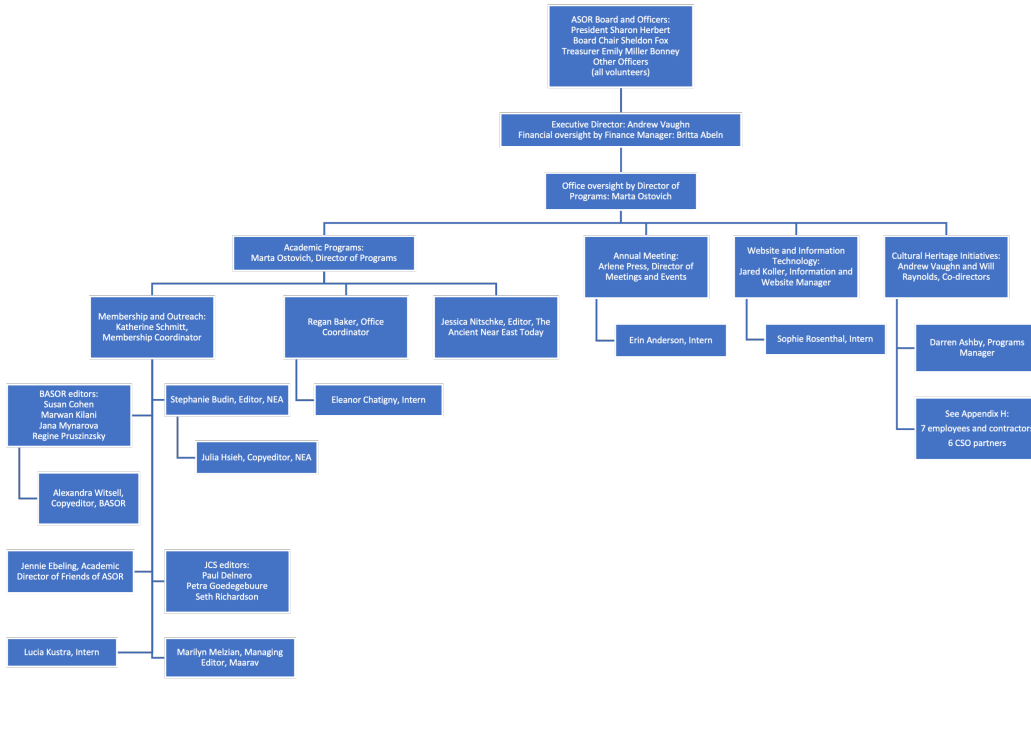 ASOR Board and Officers:
President Sharon Herbert
Board Chair Sheldon Fox
Treasurer Emily Miller Bonney
Other Officers
(all volunteers)
Executive Director: Andrew Vaughn
Financial oversight by Finance Manager: Britta Abeln
Office oversight by Director of
Programs: Marta Ostovich
Academic Programs:
Marta Ostovich, Director of Programs
Annual Meeting:
Arlene Press, Director of
Meetings and Events
Website and Information
Technology:
Jared Koller, Information and
Website Manager
Cultural Heritage Initiatives:
Andrew Vaughn and Will
Raynolds, Co-directors
Membership and Outreach:
Katherine Schmitt,
Membership Coordinator
Regan Baker, Office
Coordinator
Jessica Nitschke, Editor, The
Ancient Near East Today
Erin Anderson, Intern
Sophie Rosenthal, Intern
Darren Ashby, Programs
Manager
BASOR editors:
Susan Cohen
Marwan Kilani
Jana Mynarova
Regine Pruszinzsky
Stephanie Budin, Editor, NEA
Eleanor Chatigny, Intern
See Appendix H:
7 employees and contractor
6 CSO partners
Julia Hsieh, Copyeditor, NEA
Alexandra Witsell,
Copyeditor, BASOR
Jennie Ebeling, Academic
Director of Friends of ASOR
JCS editors:
Paul Delnero
Petra Goedegebuure
Seth Richardson
Lucia Kustra, Intern
Marilyn Melzian, Managing
Editor, Maarav